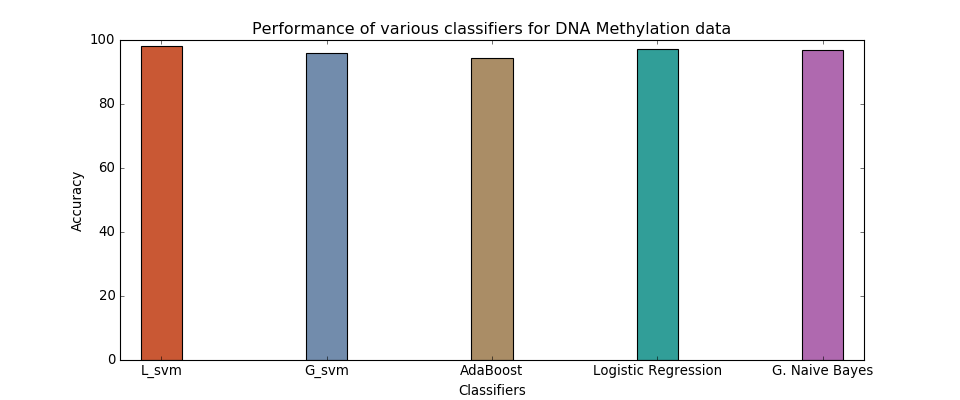 Performance of various classifiers for DNA Methylation data
100
80
60
40
20
0
Accuracy
L_svm G_svm AdaBoost Logistic Regression G. Naive Bayes
Classifiers